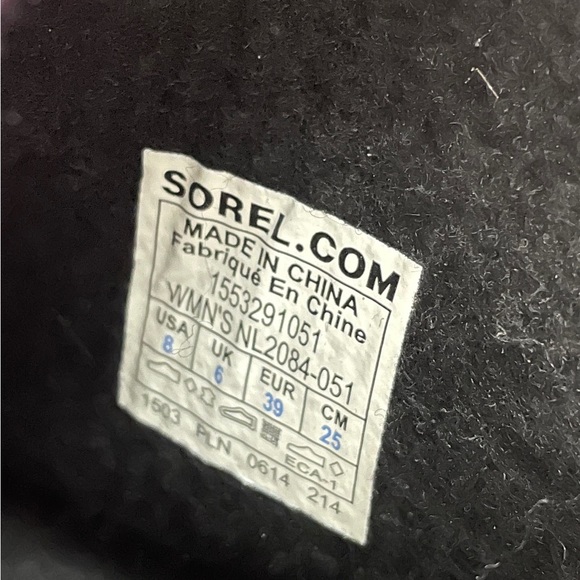 SOREL.COM
MADE IN CHINA
Fabriqué En Chine
1553291051
WMN'S NL2084-051
USA UK EUR CM
8 6 39 25
ECA-1
1503 PLN 0614 214